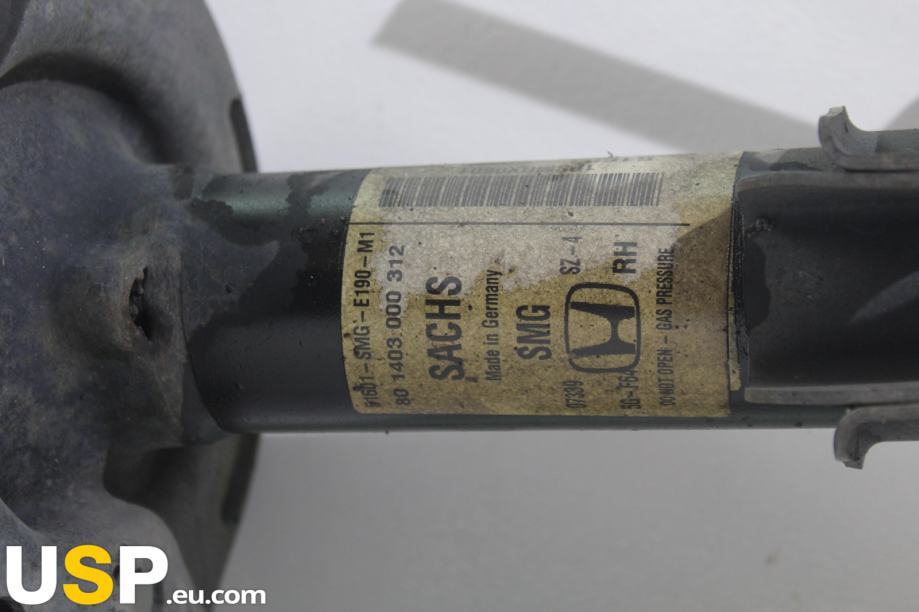 51601-SMG-E190-M1
80 1403 000 312
SACHS
Made in Germany
SMG SZ-4
07339
RH
DO NOT OPEN - GAS PRESSURE
USP.eu.com